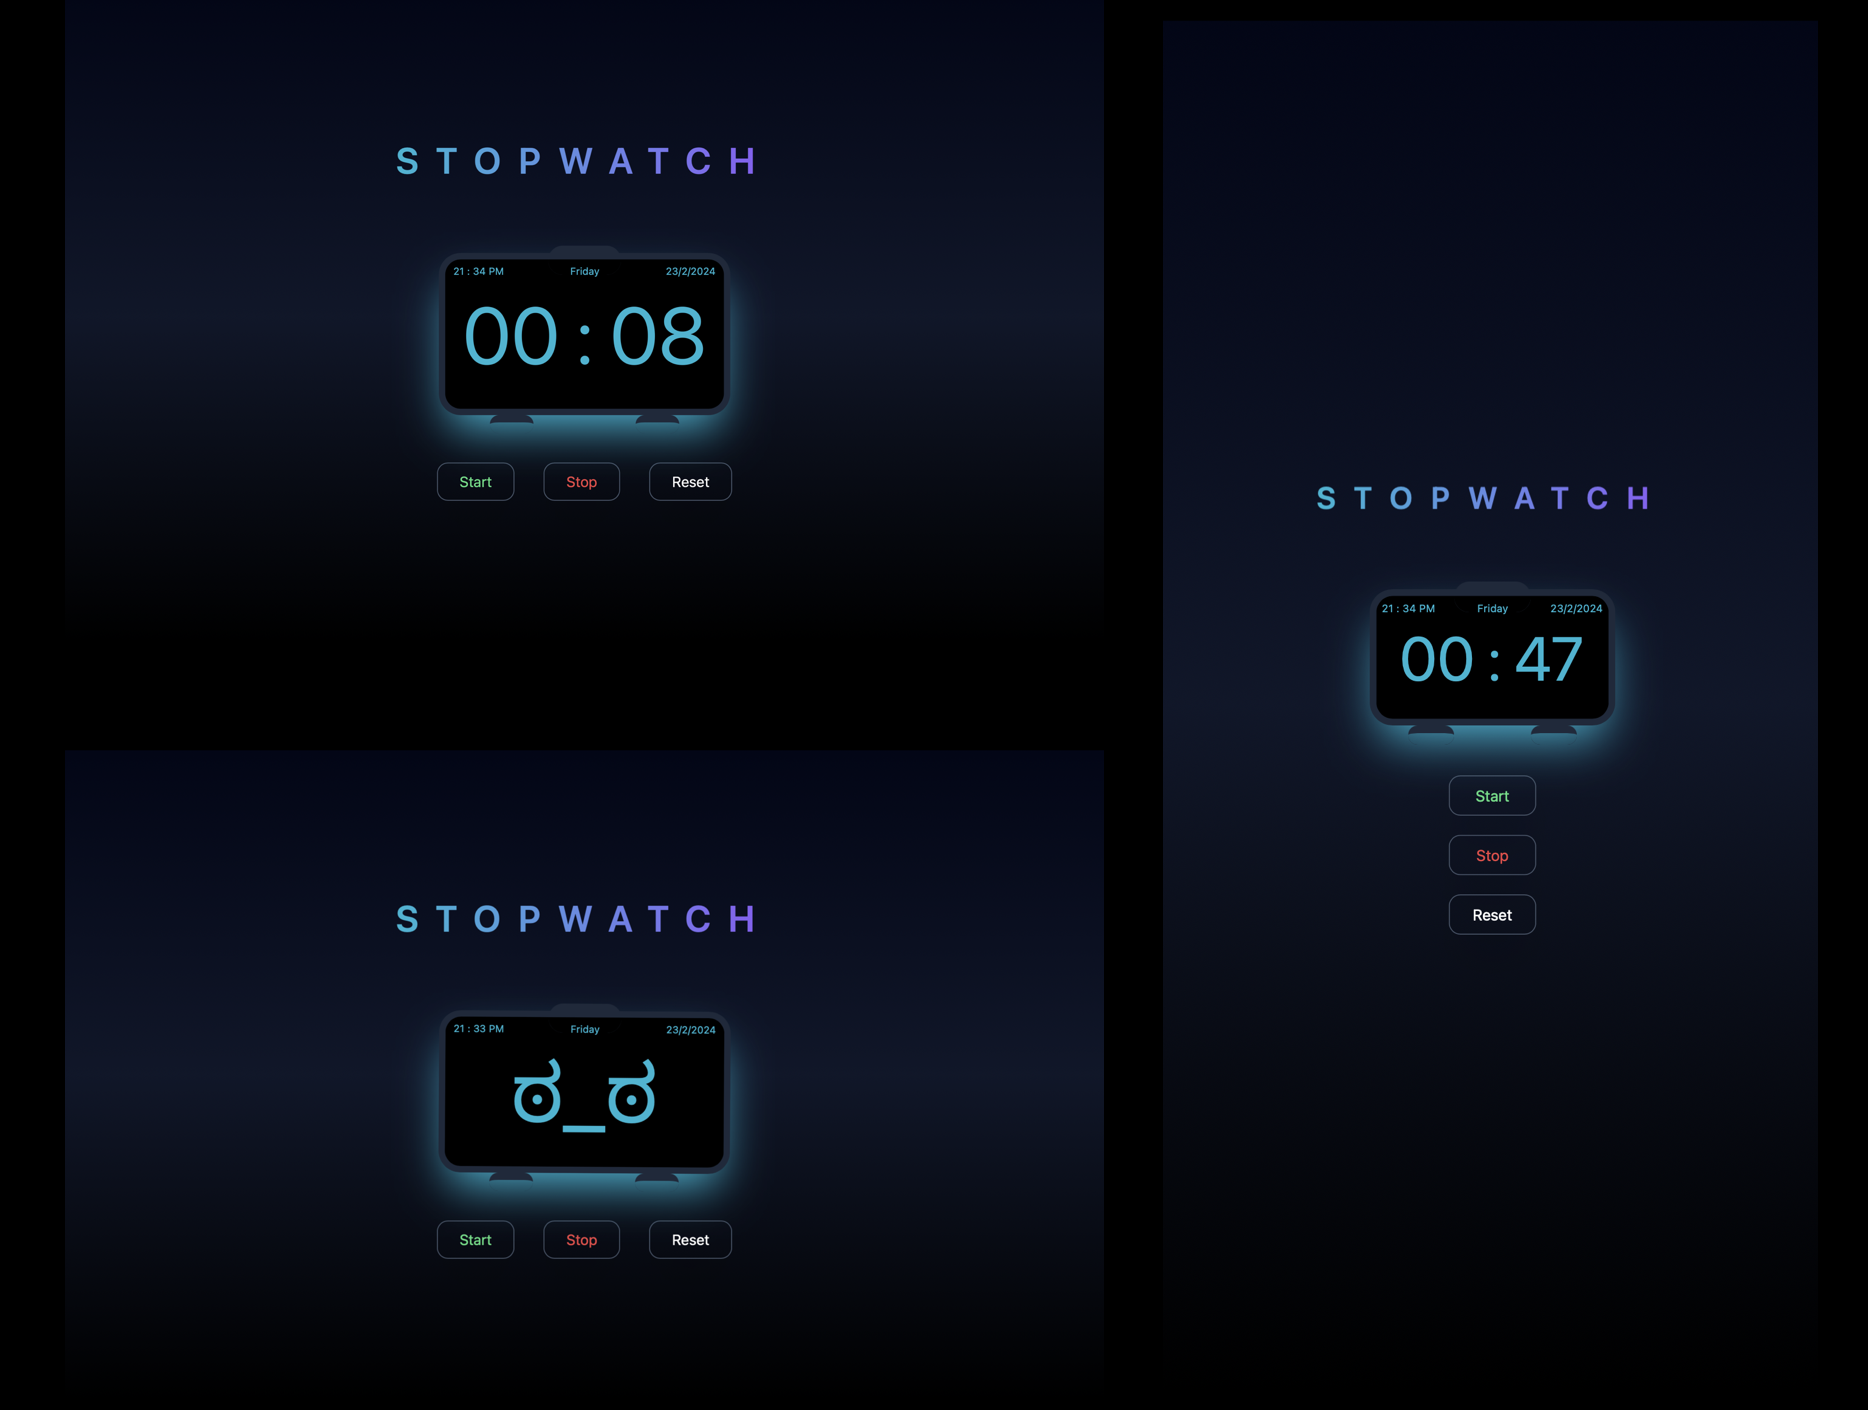 STOPWATCH
21 : 34 PM Friday 23/2/2024
00 : 08
Start Stop Reset
STOPWATCH
21 : 33 PM Friday 23/2/2024
ಠ_ಠ
Start Stop Reset
STOPWATCH
21 : 34 PM Friday 23/2/2024
00 : 47
Start
Stop
Reset